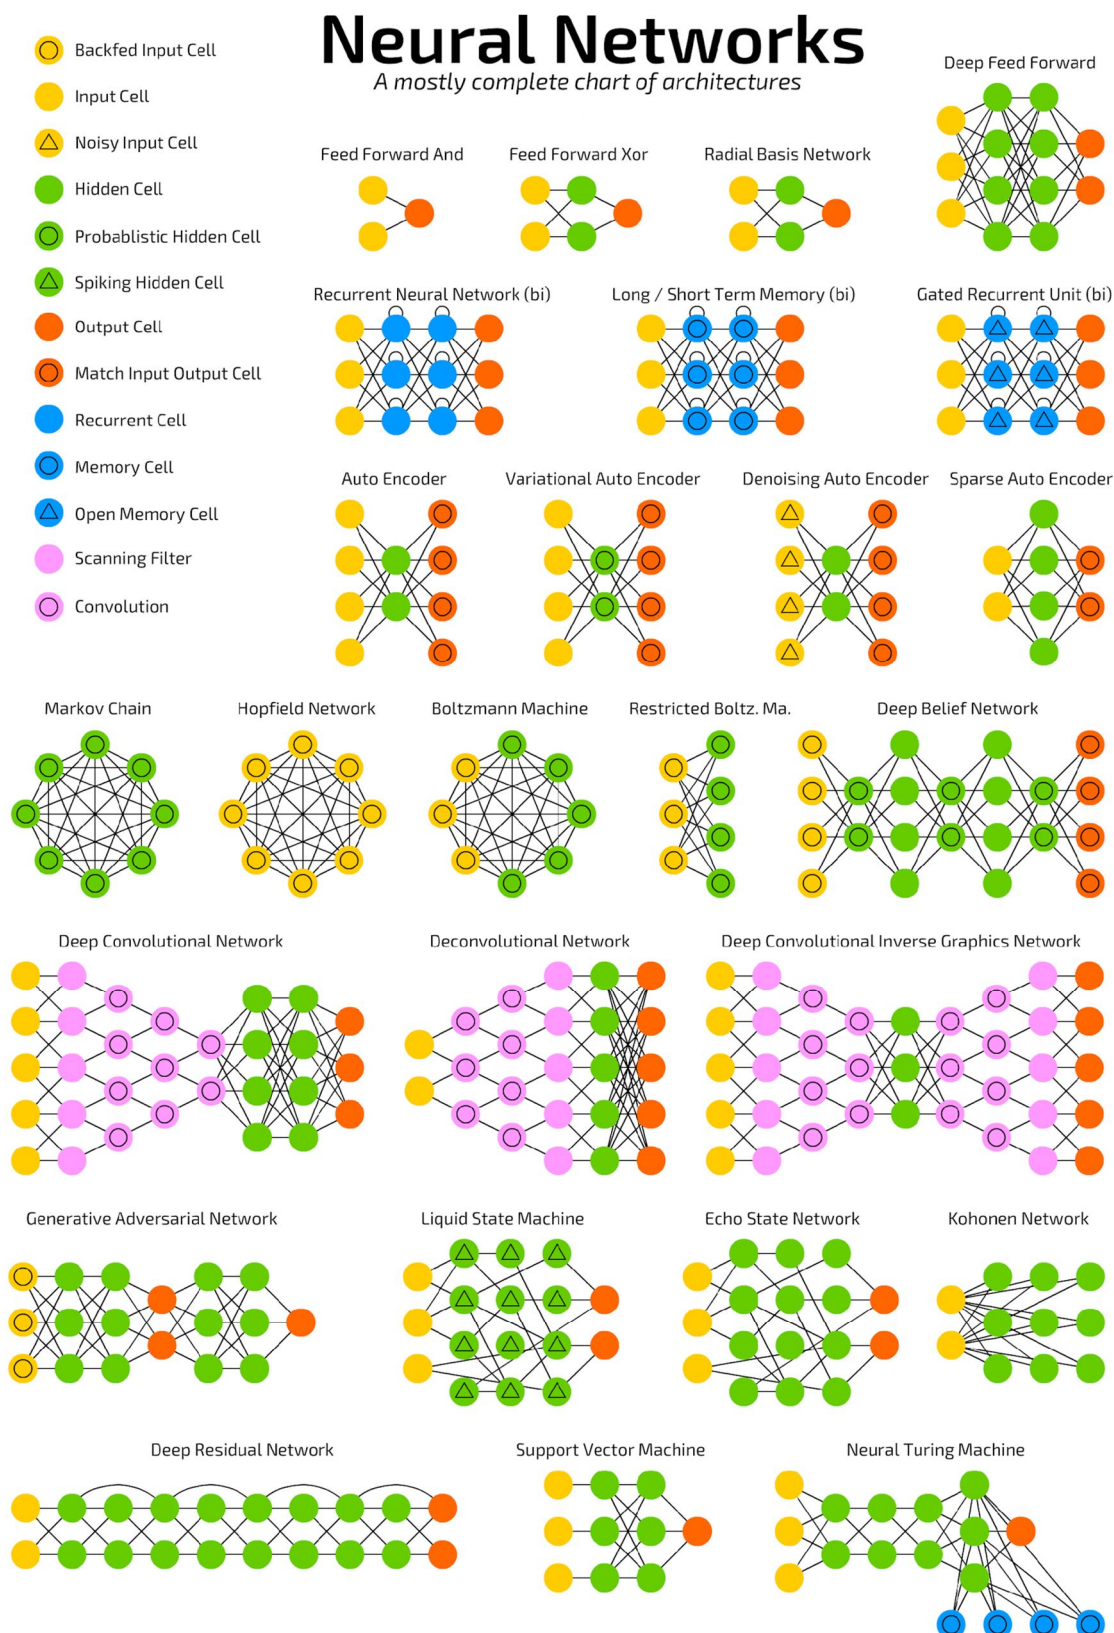 Neural Networks
A mostly complete chart of architectures
Backfed Input Cell
Input Cell
Noisy Input Cell
Hidden Cell
Probablistic Hidden Cell
Spiking Hidden Cell
Output Cell
Match Input Output Cell
Recurrent Cell
Memory Cell
Open Memory Cell
Scanning Filter
Convolution
Deep Feed Forward
Feed Forward And
Feed Forward Xor
Radial Basis Network
Recurrent Neural Network (bi)
Long / Short Term Memory (bi)
Gated Recurrent Unit (bi)
Auto Encoder
Variational Auto Encoder
Denoising Auto Encoder
Sparse Auto Encoder
Markov Chain
Hopfield Network
Boltzmann Machine
Restricted Boltz. Ma.
Deep Belief Network
Deep Convolutional Network
Deconvolutional Network
Deep Convolutional Inverse Graphics Network
Generative Adversarial Network
Liquid State Machine
Echo State Network
Kohonen Network
Deep Residual Network
Support Vector Machine
Neural Turing Machine